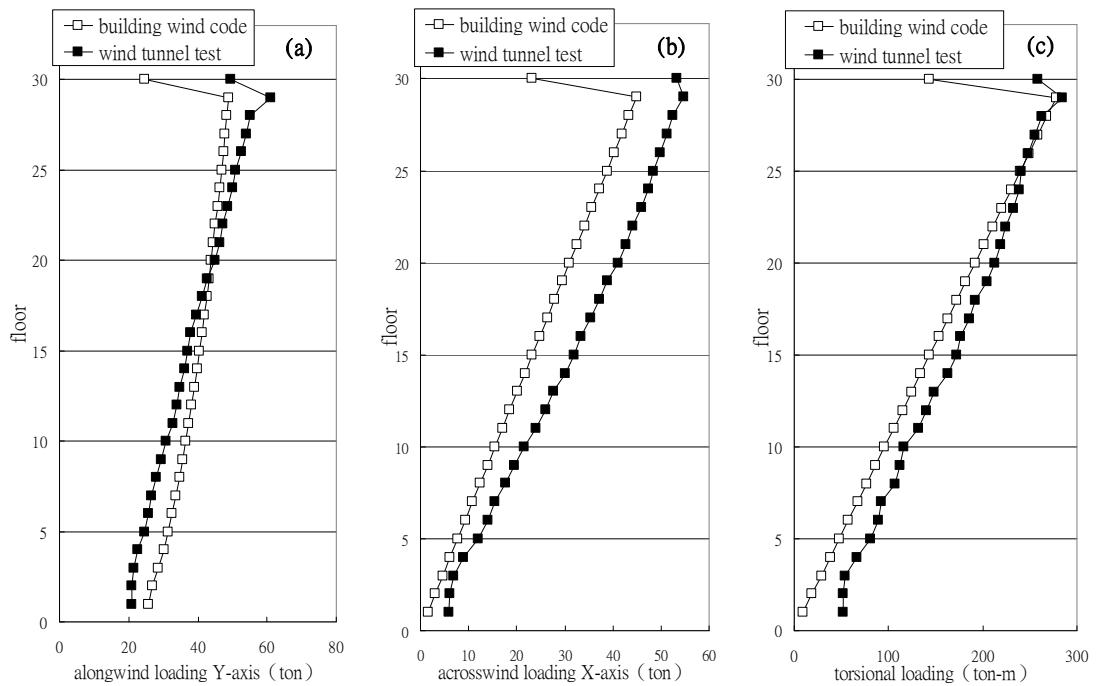 building wind code
wind tunnel test
(a)
30
25
20
15
10
5
0
floor
0 20 40 60 80
alongwind loading Y-axis（ton）
building wind code
wind tunnel test
(b)
30
25
20
15
10
5
0
floor
0 10 20 30 40 50 60
acrosswind loading X-axis（ton）
building wind code
wind tunnel test
(c)
30
25
20
15
10
5
0
floor
0 100 200 300
torsional loading（ton-m）